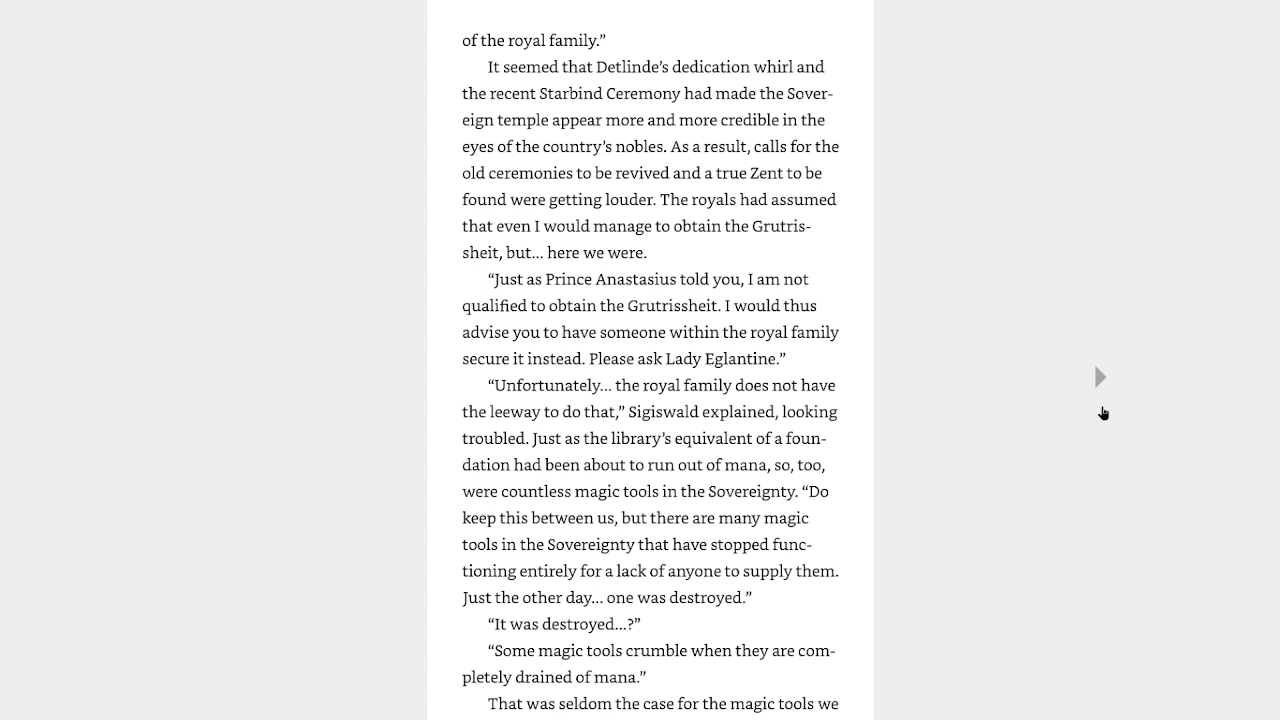 of the royal family.”
It seemed that Detlinde’s dedication whirl and
the recent Starbind Ceremony had made the Sover-
eign temple appear more and more credible in the
eyes of the country’s nobles. As a result, calls for the
old ceremonies to be revived and a true Zent to be
found were getting louder. The royals had assumed
that even I would manage to obtain the Grutris-
sheit, but... here we were.
“Just as Prince Anastasius told you, I am not
qualified to obtain the Grutrissheit. I would thus
advise you to have someone within the royal family
secure it instead. Please ask Lady Eglantine.”
“Unfortunately... the royal family does not have
the leeway to do that,” Sigiswald explained, looking
troubled. Just as the library’s equivalent of a foun-
dation had been about to run out of mana, so, too,
were countless magic tools in the Sovereignty. “Do
keep this between us, but there are many magic
tools in the Sovereignty that have stopped func-
tioning entirely for a lack of anyone to supply them.
Just the other day... one was destroyed.”
“It was destroyed...?”
“Some magic tools crumble when they are com-
pletely drained of mana.”
That was seldom the case for the magic tools we